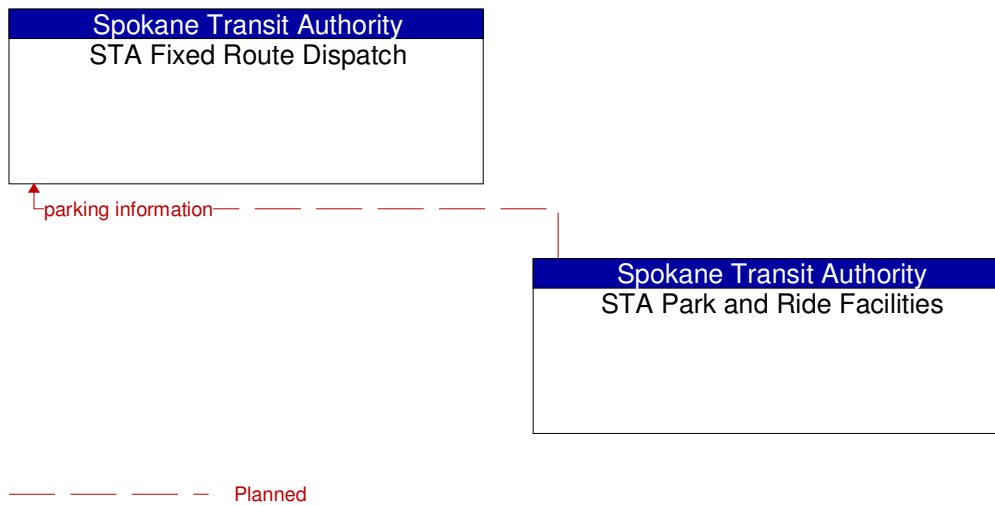 Spokane Transit Authority
STA Fixed Route Dispatch
parking information
Spokane Transit Authority
STA Park and Ride Facilities
Planned